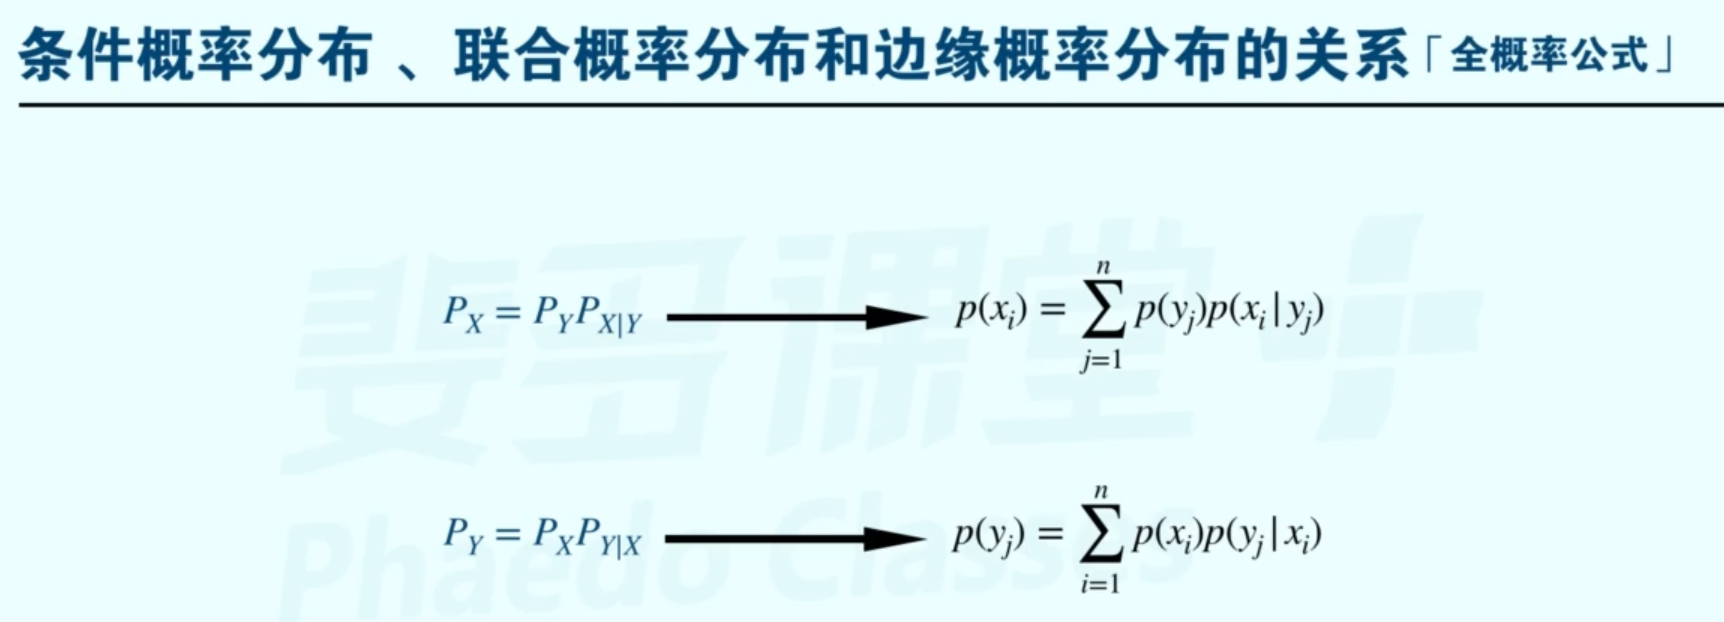 条件概率分布 、联合概率分布和边缘概率分布的关系「全概率公式」
斐多课堂
P_X = P_Y P_{X|Y} ⟶ p(x_i) = \sum_{j=1}^{n} p(y_j)p(x_i|y_j)
P_Y = P_X P_{Y|X} ⟶ p(y_j) = \sum_{i=1}^{n} p(x_i)p(y_j|x_i)
Phaedo Classes